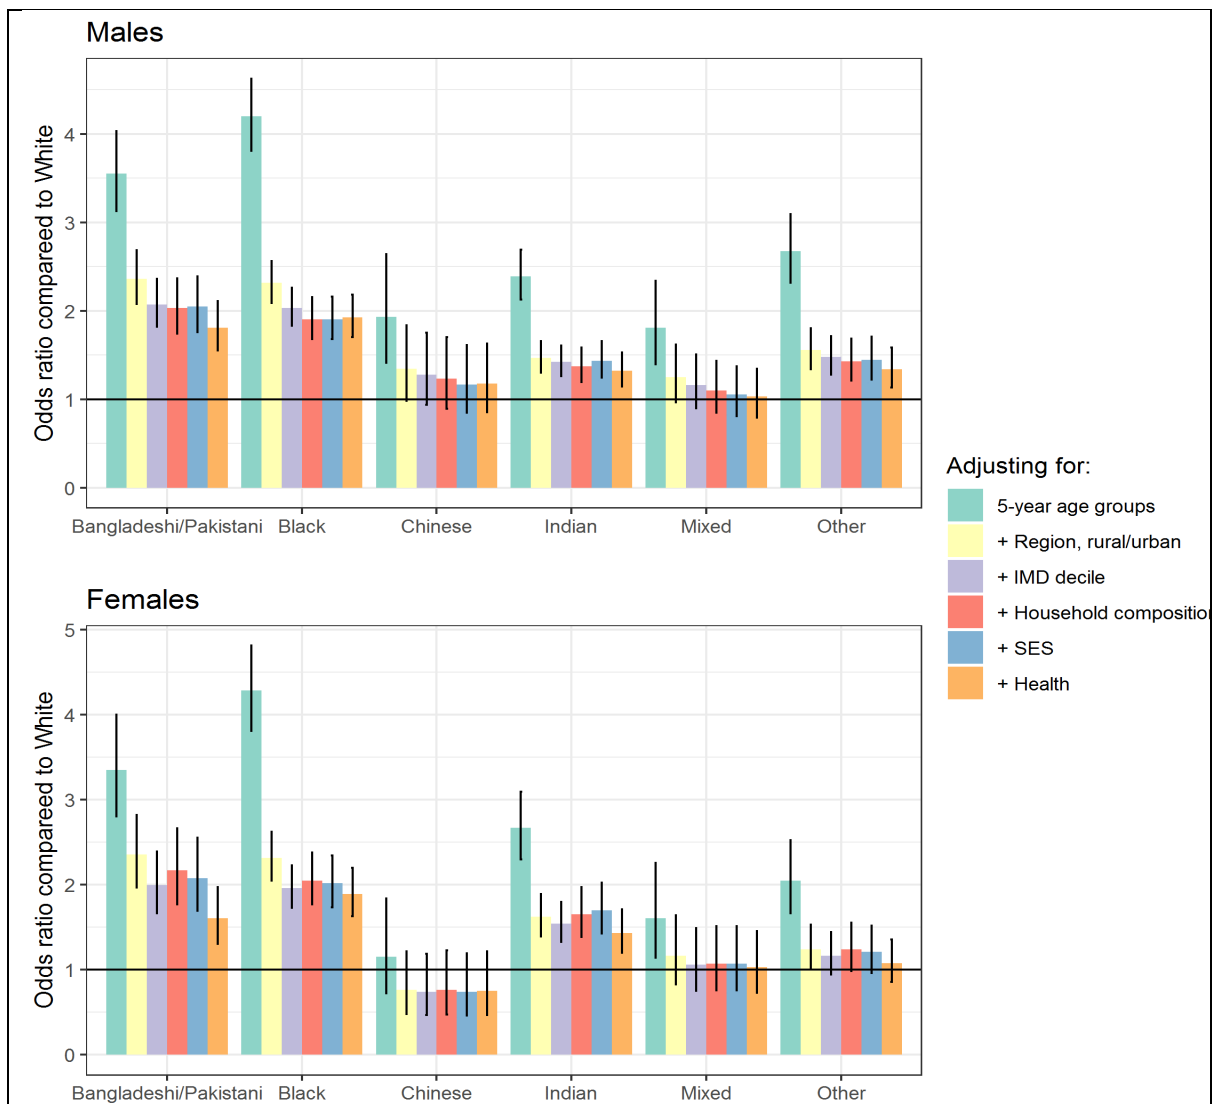 Males
Odds ratio compareed to White
4
3
2
1
0
Bangladeshi/Pakistani Black Chinese Indian Mixed Other
Adjusting for:
5-year age groups
+ Region, rural/urban
+ IMD decile
+ Household compositio
+ SES
+ Health
Females
Odds ratio compareed to White
5
4
3
2
1
0
Bangladeshi/Pakistani Black Chinese Indian Mixed Other